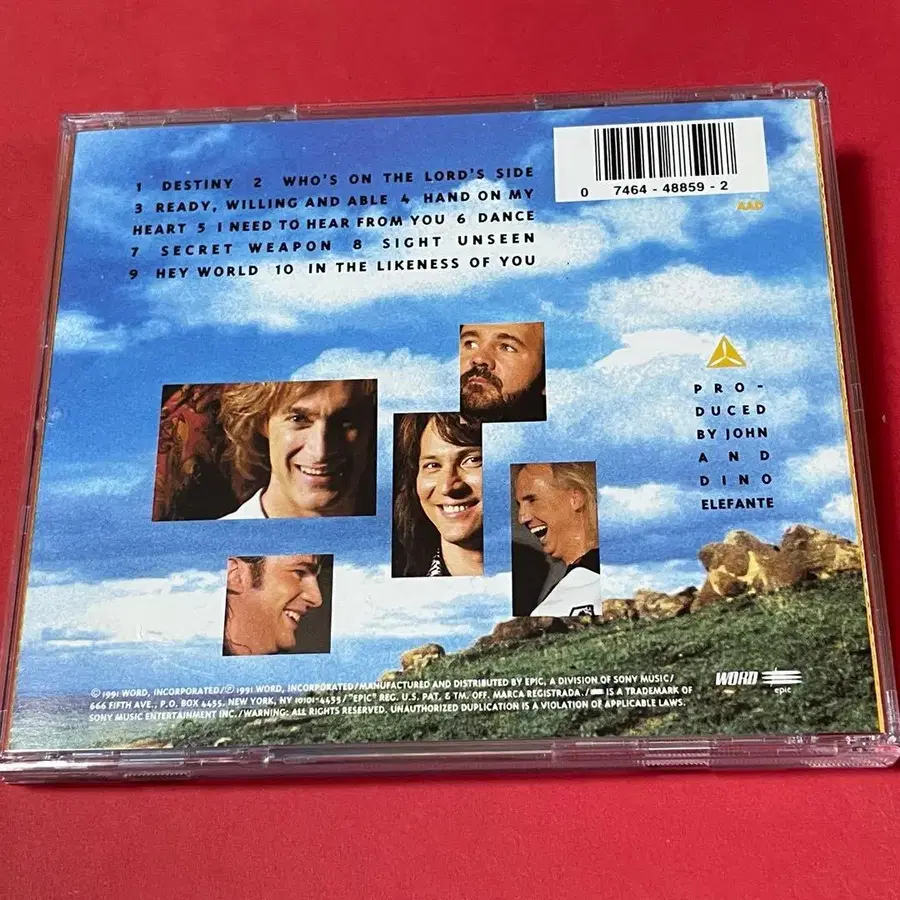 1 DESTINY 2 WHO'S ON THE LORD'S SIDE
3 READY, WILLING AND ABLE 4 HAND ON MY
HEART 5 I NEED TO HEAR FROM YOU 6 DANCE
7 SECRET WEAPON 8 SIGHT UNSEEN
9 HEY WORLD 10 IN THE LIKENESS OF YOU
0 7464-48859-2
AAD
PRO-
DUCED
BY JOHN
AND
DINO
ELEFANTE
© 1991 WORD, INCORPORATED/℗ 1991 WORD, INCORPORATED/MANUFACTURED AND DISTRIBUTED BY EPIC, A DIVISION OF SONY MUSIC/
666 FIFTH AVE., P.O. BOX 4455, NEW YORK, NY 10101-4455/"EPIC" REG. U.S. PAT. & TM. OFF. MARCA REGISTRADA./ IS A TRADEMARK OF
SONY MUSIC ENTERTAINMENT INC./WARNING: ALL RIGHTS RESERVED. UNAUTHORIZED DUPLICATION IS A VIOLATION OF APPLICABLE LAWS.
WORD epic